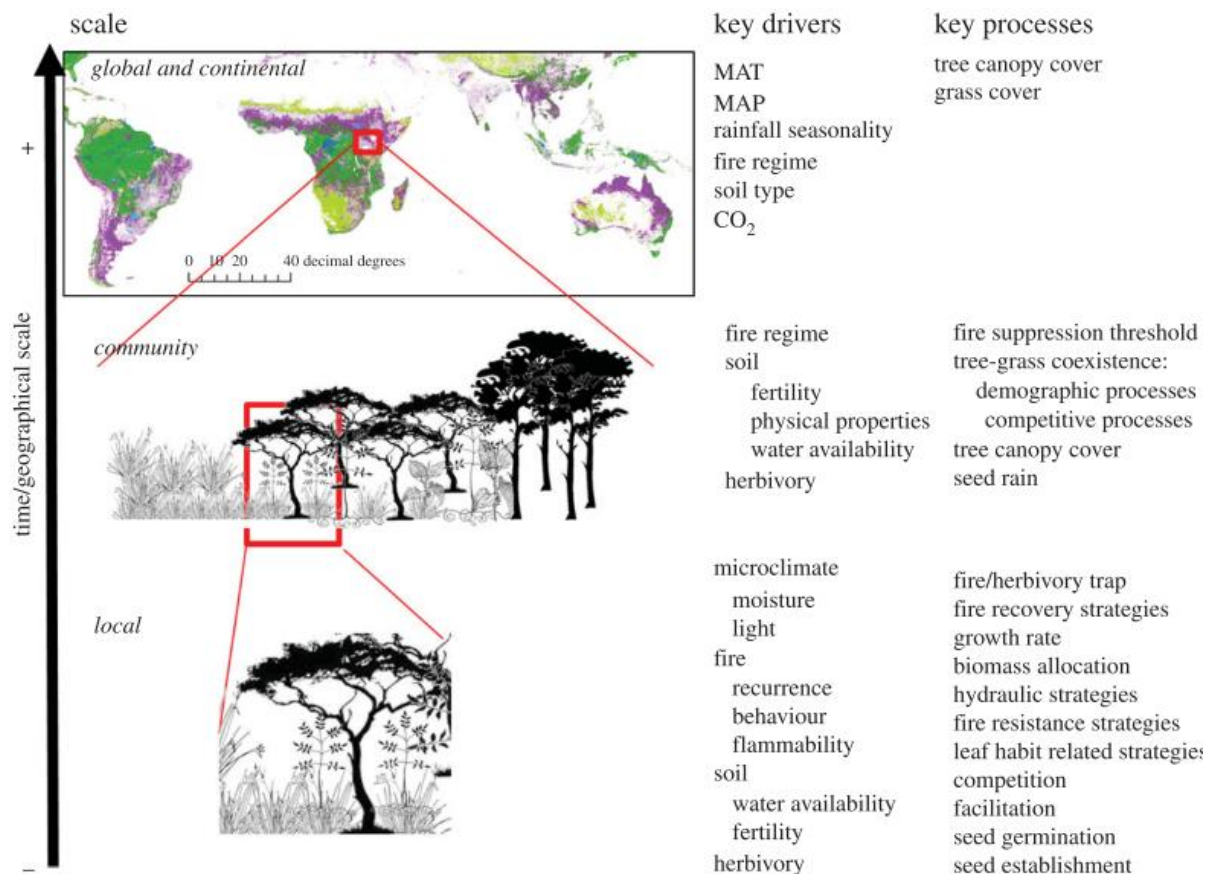 scale
key drivers
key processes
global and continental
MAT
MAP
rainfall seasonality
fire regime
soil type
CO₂
tree canopy cover
grass cover
+
0 10 20 40 decimal degrees
time/geographical scale
community
fire regime
soil
fertility
physical properties
water availability
herbivory
fire suppression threshold
tree-grass coexistence:
demographic processes
competitive processes
tree canopy cover
seed rain
local
microclimate
moisture
light
fire
recurrence
behaviour
flammability
soil
water availability
fertility
herbivory
fire/herbivory trap
fire recovery strategies
growth rate
biomass allocation
hydraulic strategies
fire resistance strategies
leaf habit related strategies
competition
facilitation
seed germination
seed establishment
–